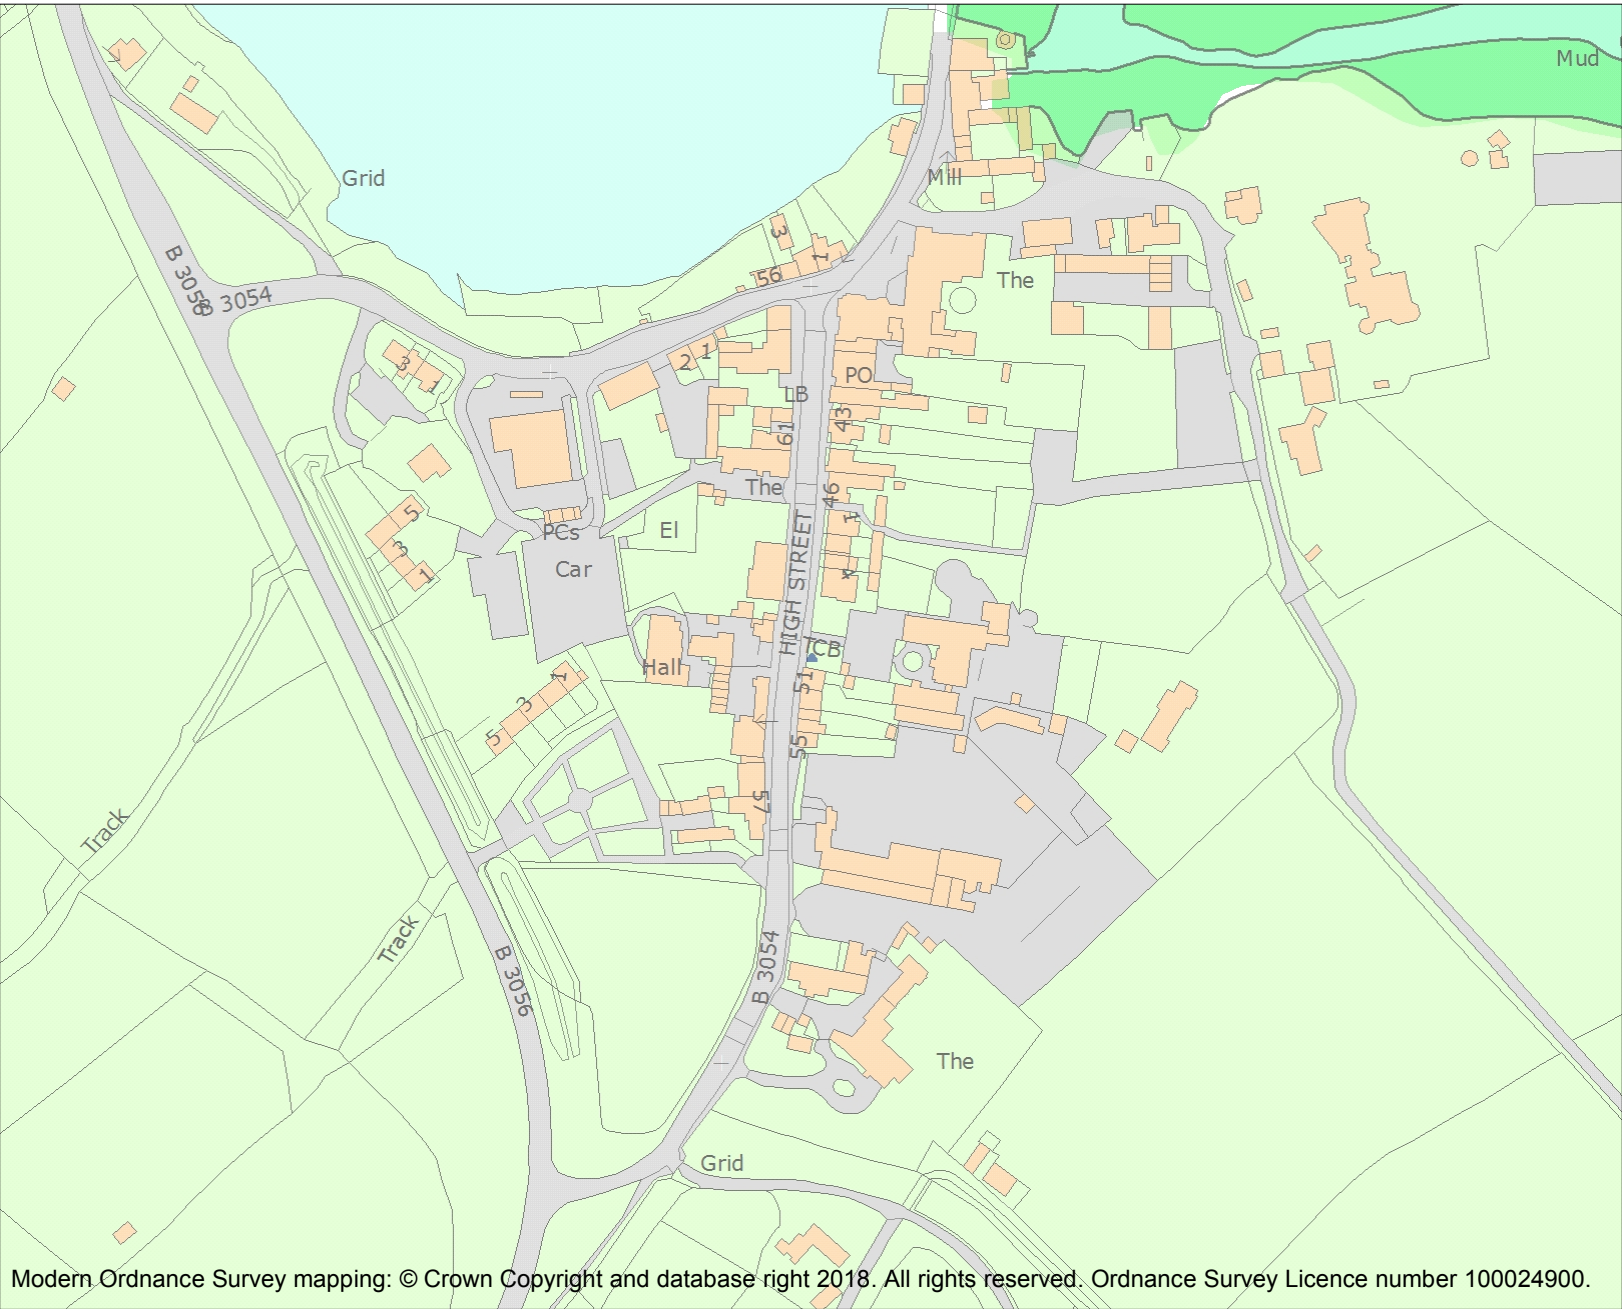 Mud
Grid
Mill
3
1
56
B 3056
B 3054
The
3
1
2
1
PO
LB
43
61
The
46
5
PCs
El
1
3
Car
4
1
HIGH STREET
TCB
Hall
1
51
3
5
55
57
Track
Track
B 3056
B 3054
The
Grid
Modern Ordnance Survey mapping: © Crown Copyright and database right 2018. All rights reserved. Ordnance Survey Licence number 100024900.